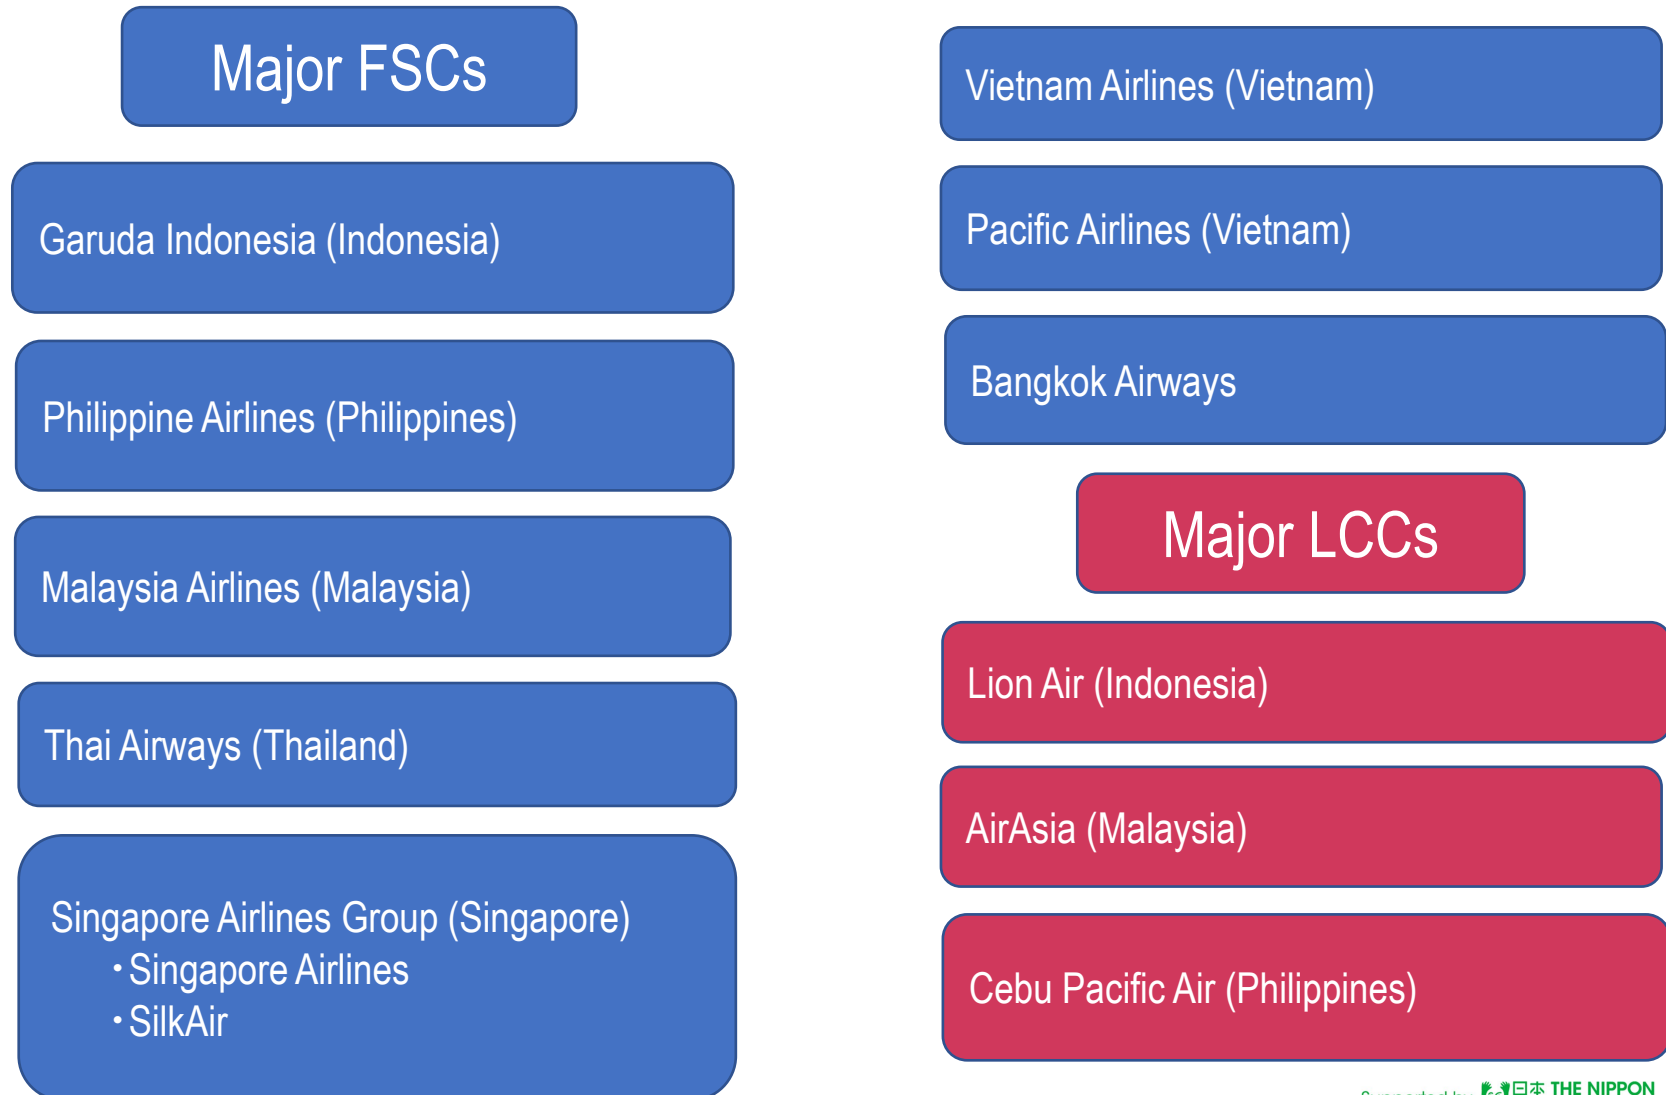 Major FSCs
Garuda Indonesia (Indonesia)
Philippine Airlines (Philippines)
Malaysia Airlines (Malaysia)
Thai Airways (Thailand)
Singapore Airlines Group (Singapore)
・Singapore Airlines
・SilkAir
Vietnam Airlines (Vietnam)
Pacific Airlines (Vietnam)
Bangkok Airways
Major LCCs
Lion Air (Indonesia)
AirAsia (Malaysia)
Cebu Pacific Air (Philippines)
Supported by 日本 THE NIPPON